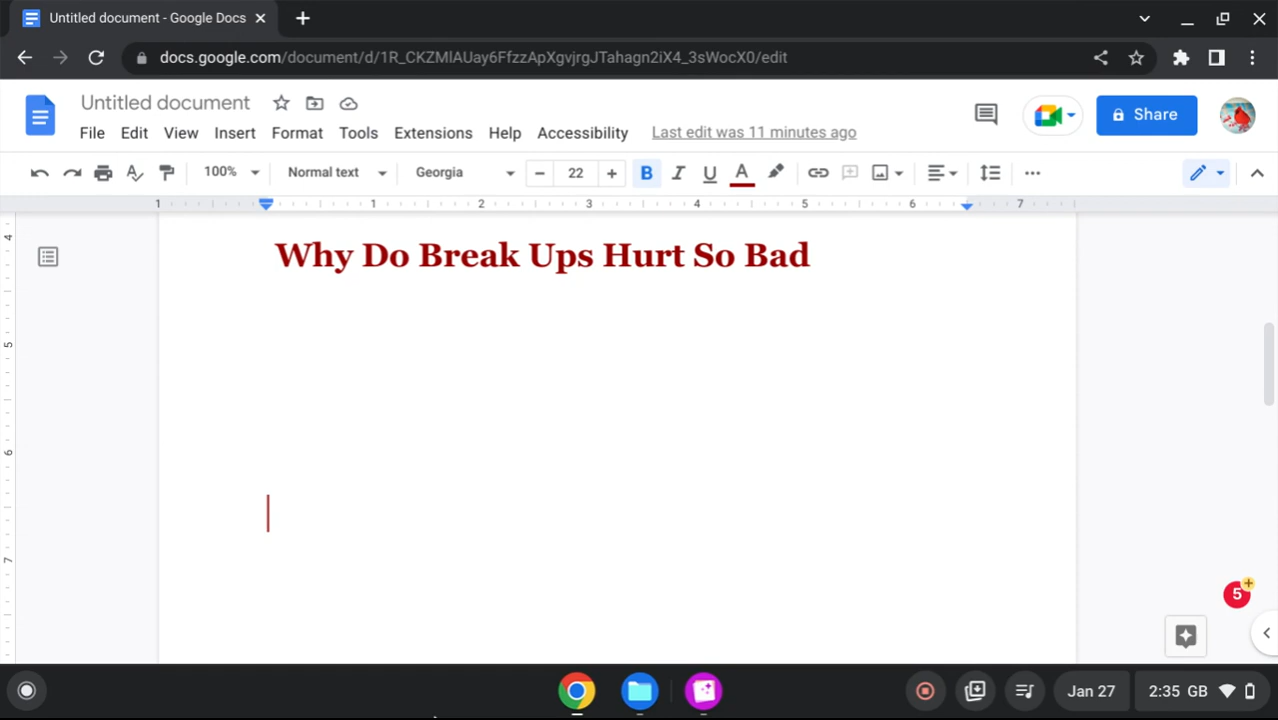 Untitled document - Google Docs
docs.google.com/document/d/1R_CKZMlAUay6FfzzApXgvjrgJTahagn2iX4_3sWocX0/edit
Untitled document
File Edit View Insert Format Tools Extensions Help Accessibility Last edit was 11 minutes ago
Share
100% Normal text Georgia 22 B I U A
1 1 2 3 4 5 6 7
4
Why Do Break Ups Hurt So Bad
5
6
7
5
Jan 27 2:35 GB